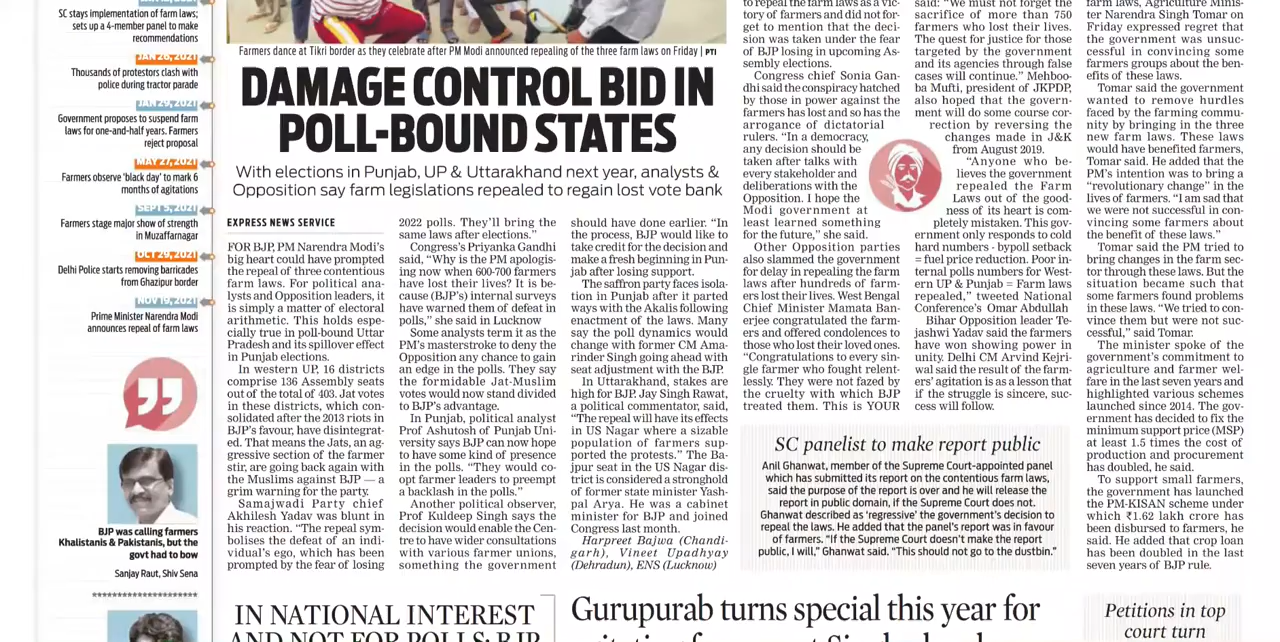 SC stays implementation of farm laws;
sets up a 4-member panel to make
recommendations
JAN 26, 2021
Thousands of protestors clash with
police during tractor parade
JAN 29, 2021
Government proposes to suspend farm
laws for one-and-half years. Farmers
reject proposal
MAY 27, 2021
Farmers observe 'black day' to mark 6
months of agitations
SEPT 5, 2021
Farmers stage major show of strength
in Muzaffarnagar
OCT 29, 2021
Delhi Police starts removing barricades
from Ghazipur border
NOV 19, 2021
Prime Minister Narendra Modi
announces repeal of farm laws
BJP was calling farmers
Khalistanis & Pakistanis, but the
govt had to bow
Sanjay Raut, Shiv Sena
********************
Farmers dance at Tikri border as they celebrate after PM Modi announced repealing of the three farm laws on Friday | PTI
DAMAGE CONTROL BID IN
POLL-BOUND STATES
With elections in Punjab, UP & Uttarakhand next year, analysts &
Opposition say farm legislations repealed to regain lost vote bank
EXPRESS NEWS SERVICE
FOR BJP, PM Narendra Modi's
big heart could have prompted
the repeal of three contentious
farm laws. For political ana-
lysts and Opposition leaders, it
is simply a matter of electoral
arithmetic. This holds espe-
cially true in poll-bound Uttar
Pradesh and its spillover effect
in Punjab elections.
In western UP, 16 districts
comprise 136 Assembly seats
out of the total of 403. Jat votes
in these districts, which con-
solidated after the 2013 riots in
BJP's favour, have disintegrat-
ed. That means the Jats, an ag-
gressive section of the farmer
stir, are going back again with
the Muslims against BJP — a
grim warning for the party.
Samajwadi Party chief
Akhilesh Yadav was blunt in
his reaction. "The repeal sym-
bolises the defeat of an indi-
vidual's ego, which has been
prompted by the fear of losing
2022 polls. They'll bring the
same laws after elections."
Congress's Priyanka Gandhi
said, "Why is the PM apologis-
ing now when 600-700 farmers
have lost their lives? It is be-
cause (BJP's) internal surveys
have warned them of defeat in
polls," she said in Lucknow
Some analysts term it as the
PM's masterstroke to deny the
Opposition any chance to gain
an edge in the polls. They say
the formidable Jat-Muslim
votes would now stand divided
to BJP's advantage.
In Punjab, political analyst
Prof Ashutosh of Punjab Uni-
versity says BJP can now hope
to have some kind of presence
in the polls. "They would co-
opt farmer leaders to preempt
a backlash in the polls."
Another political observer,
Prof Kuldeep Singh says the
decision would enable the Cen-
tre to have wider consultations
with various farmer unions,
something the government
should have done earlier. "In
the process, BJP would like to
take credit for the decision and
make a fresh beginning in Pun-
jab after losing support.
The saffron party faces isola-
tion in Punjab after it parted
ways with the Akalis following
enactment of the laws. Many
say the poll dynamics would
change with former CM Ama-
rinder Singh going ahead with
seat adjustment with the BJP.
In Uttarakhand, stakes are
high for BJP. Jay Singh Rawat,
a political commentator, said,
"The repeal will have its effects
in US Nagar where a sizable
population of farmers sup-
ported the protests." The Ba-
jpur seat in the US Nagar dis-
trict is considered a stronghold
of former state minister Yash-
pal Arya. He was a cabinet
minister for BJP and joined
Congress last month.
Harpreet Bajwa (Chandi-
garh), Vineet Upadhyay
(Dehradun), ENS (Lucknow)
to repeal the farm laws as a vic-
tory of farmers and did not for-
get to mention that the deci-
sion was taken under the fear
of BJP losing in upcoming As-
sembly elections.
Congress chief Sonia Gan-
dhi said the conspiracy hatched
by those in power against the
farmers has lost and so has the
arrogance of dictatorial
rulers. "In a democracy,
any decision should be
taken after talks with
every stakeholder and
deliberations with the
Opposition. I hope the
Modi government at
least learned something
for the future," she said.
Other Opposition parties
also slammed the government
for delay in repealing the farm
laws after hundreds of farm-
ers lost their lives. West Bengal
Chief Minister Mamata Ban-
erjee congratulated the farm-
ers and offered condolences to
those who lost their loved ones.
"Congratulations to every sin-
gle farmer who fought relent-
lessly. They were not fazed by
the cruelty with which BJP
treated them. This is YOUR
said: "We must not forget the
sacrifice of more than 750
farmers who lost their lives.
The quest for justice for those
targeted by the government
and its agencies through false
cases will continue." Mehboo-
ba Mufti, president of JKPDP,
also hoped that the govern-
ment will do some course cor-
rection by reversing the
changes made in J&K
from August 2019.
"Anyone who be-
lieves the government
repealed the Farm
Laws out of the good-
ness of its heart is com-
pletely mistaken. This gov-
ernment only responds to cold
hard numbers - bypoll setback
= fuel price reduction. Poor in-
ternal polls numbers for West-
ern UP & Punjab = Farm laws
repealed," tweeted National
Conference's Omar Abdullah
Bihar Opposition leader Te-
jashwi Yadav said the farmers
have won showing power in
unity. Delhi CM Arvind Kejri-
wal said the result of the farm-
ers' agitation is as a lesson that
if the struggle is sincere, suc-
cess will follow.
SC panelist to make report public
Anil Ghanwat, member of the Supreme Court-appointed panel
which has submitted its report on the contentious farm laws,
said the purpose of the report is over and he will release the
report in public domain, if the Supreme Court does not.
Ghanwat described as 'regressive' the government's decision to
repeal the laws. He added that the panel's report was in favour
of farmers. "If the Supreme Court doesn't make the report
public, I will," Ghanwat said. "This should not go to the dustbin."
farm laws, Agriculture Minis-
ter Narendra Singh Tomar on
Friday expressed regret that
the government was unsuc-
cessful in convincing some
farmers groups about the ben-
efits of these laws.
Tomar said the government
wanted to remove hurdles
faced by the farming commu-
nity by bringing in the three
new farm laws. These laws
would have benefited farmers,
Tomar said. He added that the
PM's intention was to bring a
"revolutionary change" in the
lives of farmers. "I am sad that
we were not successful in con-
vincing some farmers about
the benefit of these laws."
Tomar said the PM tried to
bring changes in the farm sec-
tor through these laws. But the
situation became such that
some farmers found problems
in these laws. "We tried to con-
vince them but were not suc-
cessful," said Tomar.
The minister spoke of the
government's commitment to
agriculture and farmer wel-
fare in the last seven years and
highlighted various schemes
launched since 2014. The gov-
ernment has decided to fix the
minimum support price (MSP)
at least 1.5 times the cost of
production and procurement
has doubled, he said.
To support small farmers,
the government has launched
the PM-KISAN scheme under
which ₹1.62 lakh crore has
been disbursed to farmers, he
said. He added that crop loan
has been doubled in the last
seven years of BJP rule.
IN NATIONAL INTEREST
AND NOT FOR POLLS: BJP
Gurupurab turns special this year for
Petitions in top
court turn